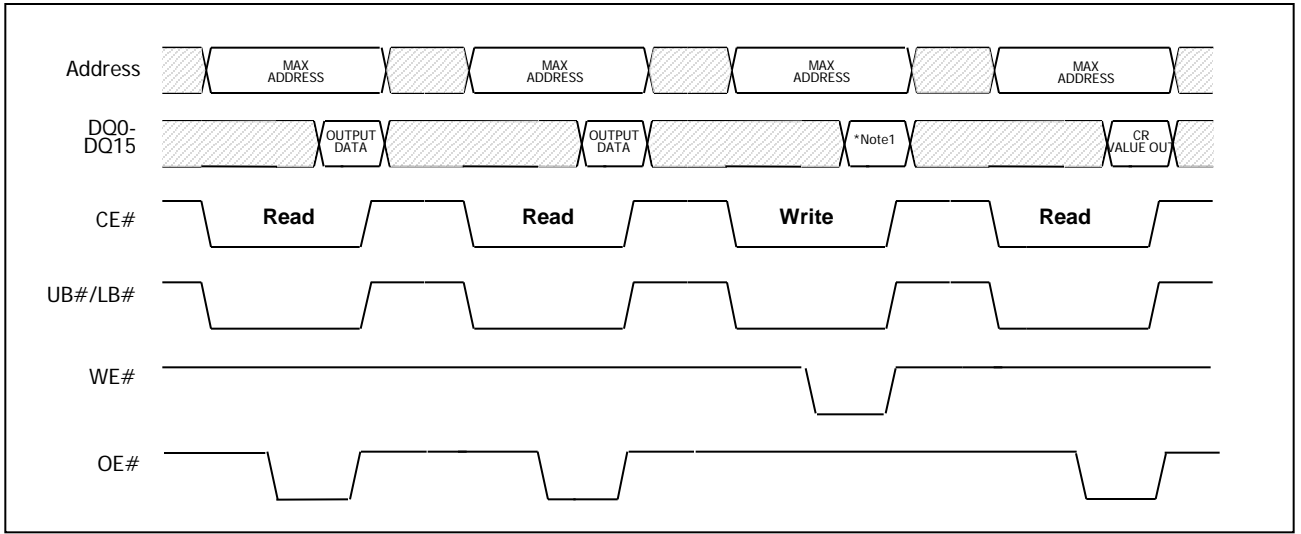 Address
MAX
ADDRESS
MAX
ADDRESS
MAX
ADDRESS
MAX
ADDRESS
DQ0-
DQ15
OUTPUT
DATA
OUTPUT
DATA
*Note1
CR
VALUE OUT
CE#
Read
Read
Write
Read
UB#/LB#
WE#
OE#